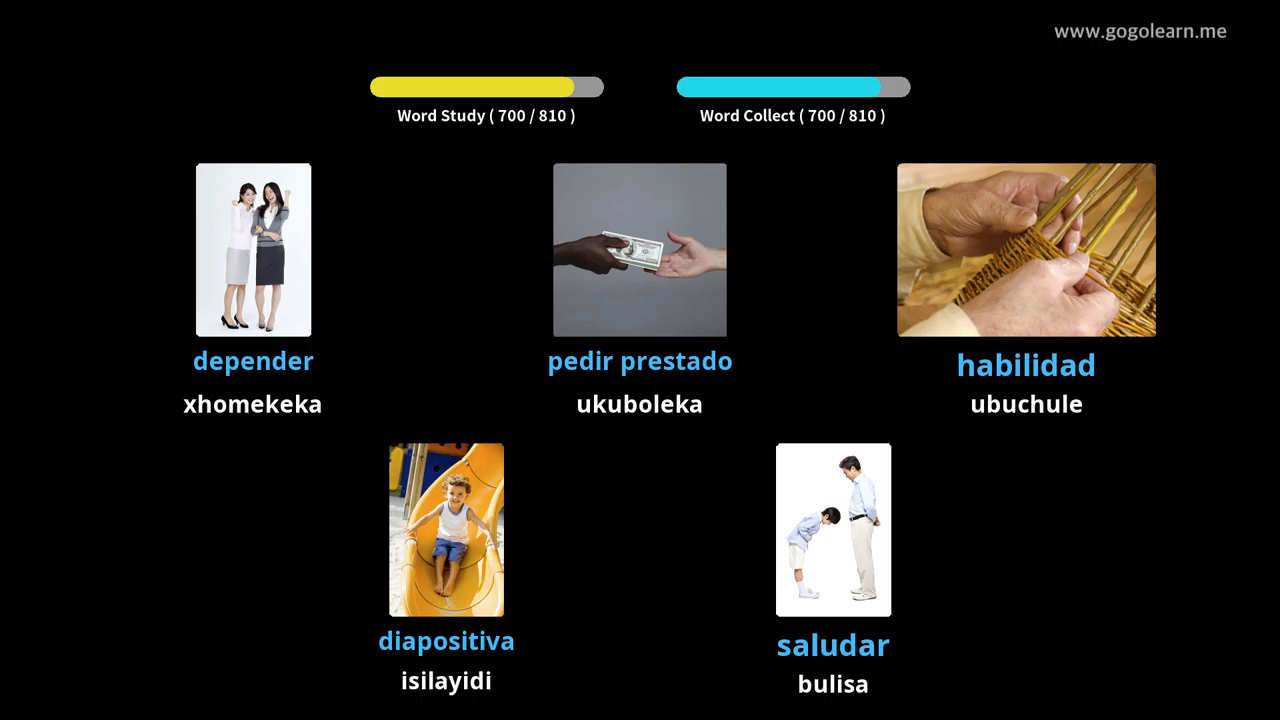 www.gogolearn.me
Word Study ( 700 / 810 )
Word Collect ( 700 / 810 )
depender
xhomekeka
pedir prestado
ukuboleka
habilidad
ubuchule
diapositiva
isilayidi
saludar
bulisa